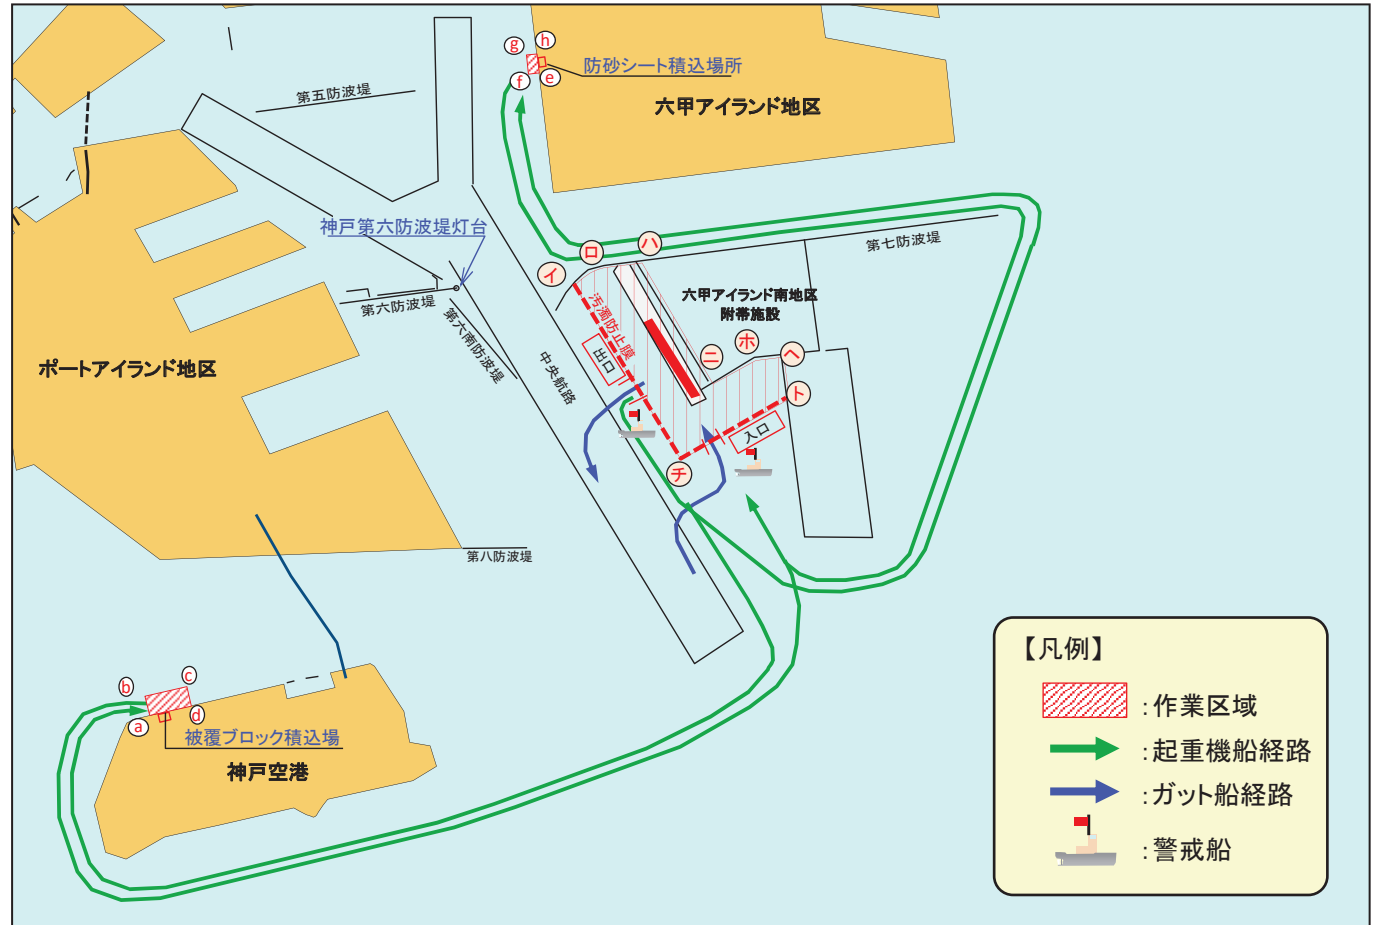 g
h
防砂シート積込場所
f
e
六甲アイランド地区
第五防波堤
神戸第六防波堤灯台
イ
ロ
ハ
第七防波堤
六甲アイランド南地区
附帯施設
汚濁防止膜
第六防波堤
第六南防波堤
中央航路
出口
ニ
ホ
ヘ
ト
入口
チ
ポートアイランド地区
第八防波堤
b
c
a
d
被覆ブロック積込場
神戸空港
【凡例】
:作業区域
:起重機船経路
:ガット船経路
:警戒船